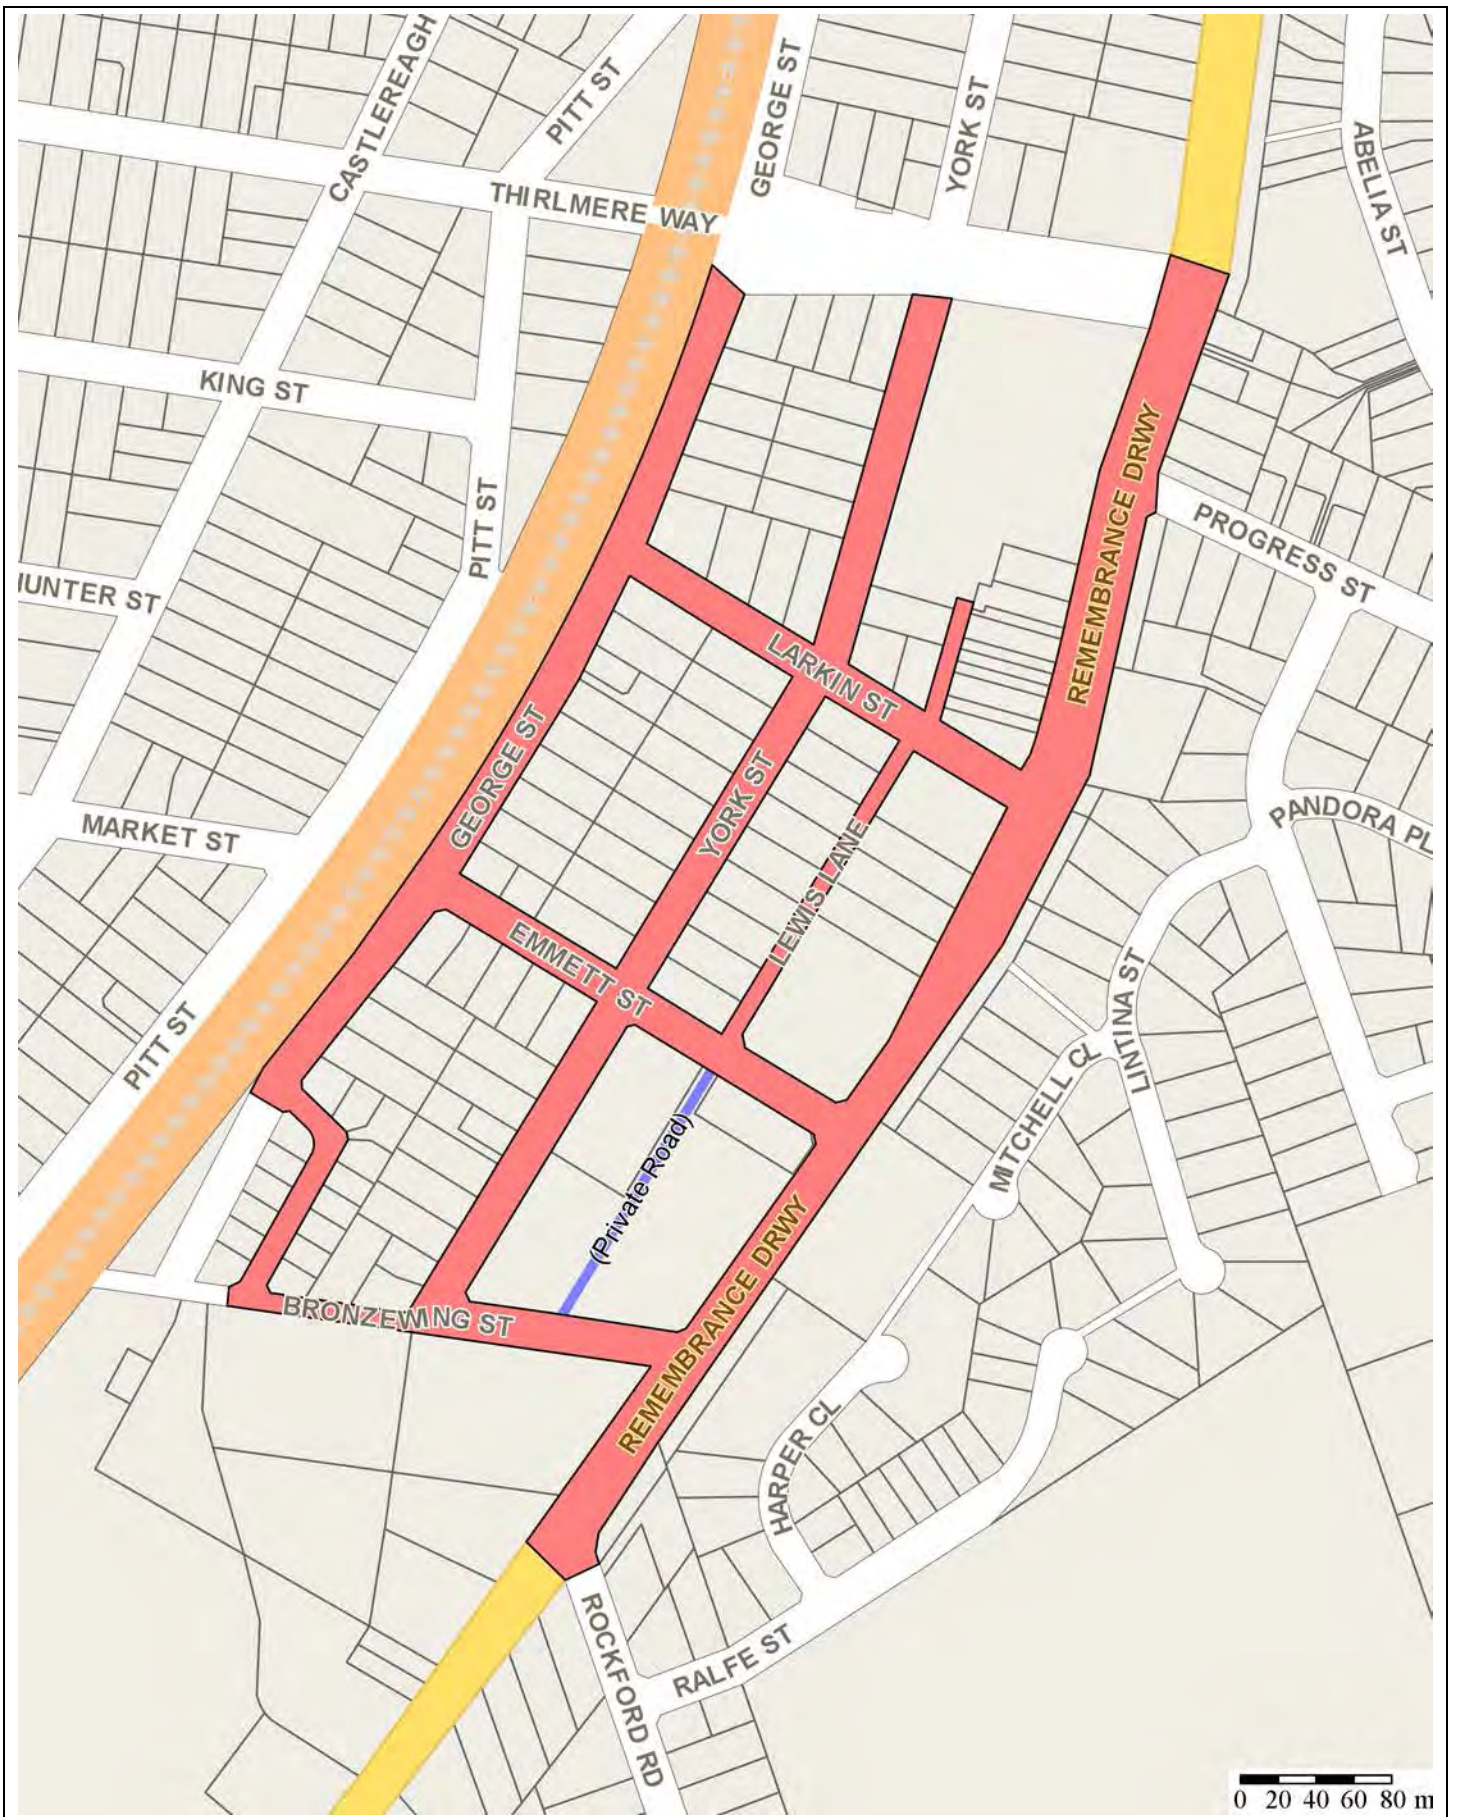 CASTLEREAGH
PITT ST
GEORGE ST
YORK ST
ABELIA ST
THIRLMERE WAY
KING ST
PITT ST
REMEMBRANCE DRWY
PROGRESS ST
HUNTER ST
LARKIN ST
GEORGE ST
YORK ST
MARKET ST
PANDORA PL
LEWIS LANE
EMMETT ST
LINTINA ST
PITT ST
MITCHELL CL
(Private Road)
REMEMBRANCE DRWY
BRONZEWING ST
HARPER CL
ROCKFORD RD
RALFE ST
0 20 40 60 80 m